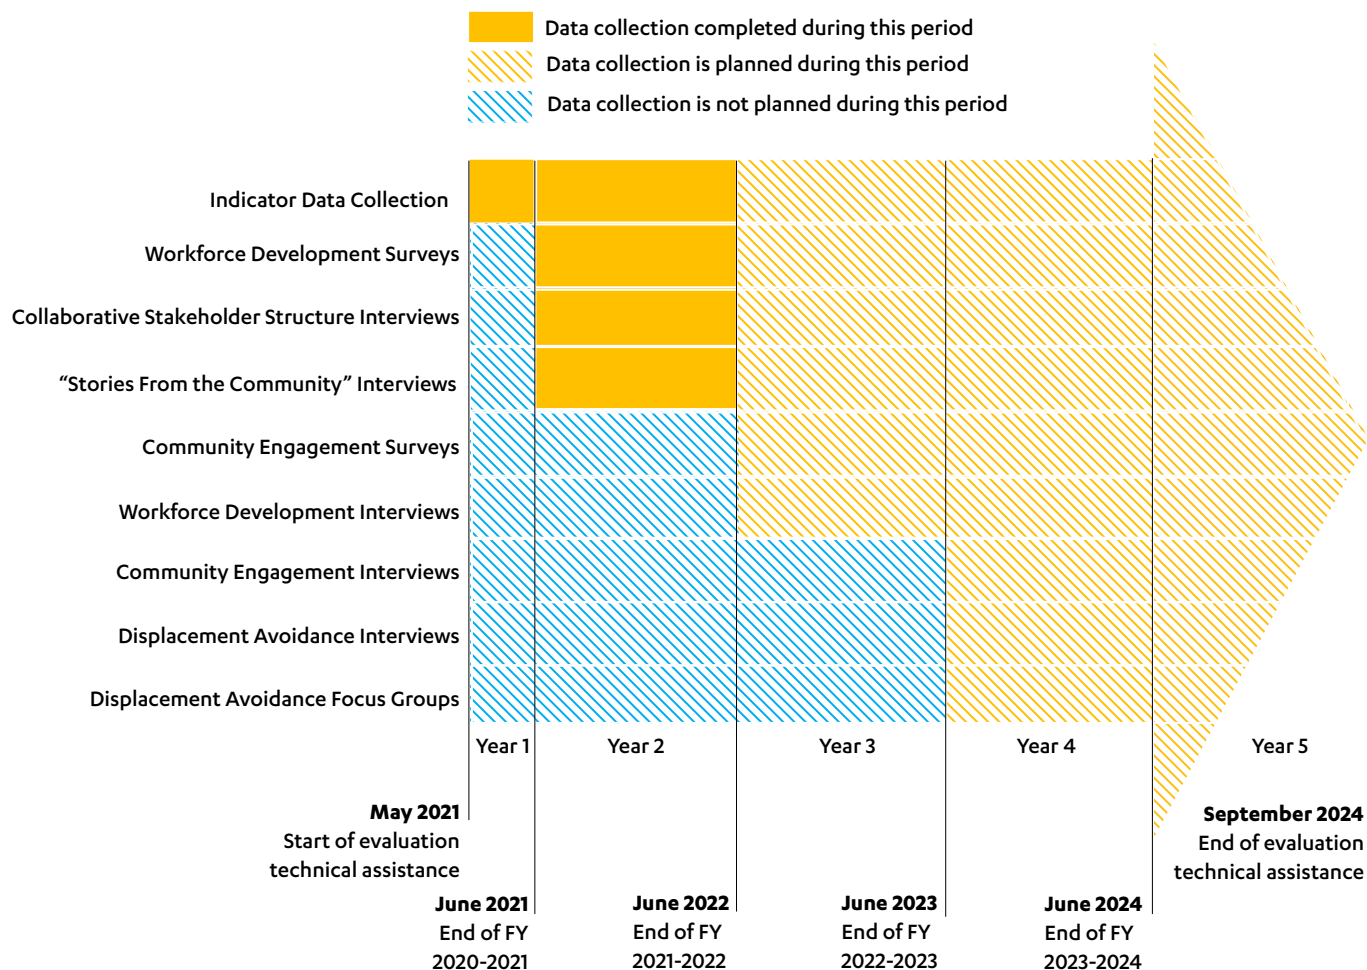 Data collection completed during this period
Data collection is planned during this period
Data collection is not planned during this period
Indicator Data Collection
Workforce Development Surveys
Collaborative Stakeholder Structure Interviews
“Stories From the Community” Interviews
Community Engagement Surveys
Workforce Development Interviews
Community Engagement Interviews
Displacement Avoidance Interviews
Displacement Avoidance Focus Groups
Year 1
Year 2
Year 3
Year 4
Year 5
May 2021
Start of evaluation
technical assistance
September 2024
End of evaluation
technical assistance
June 2021
End of FY
2020-2021
June 2022
End of FY
2021-2022
June 2023
End of FY
2022-2023
June 2024
End of FY
2023-2024